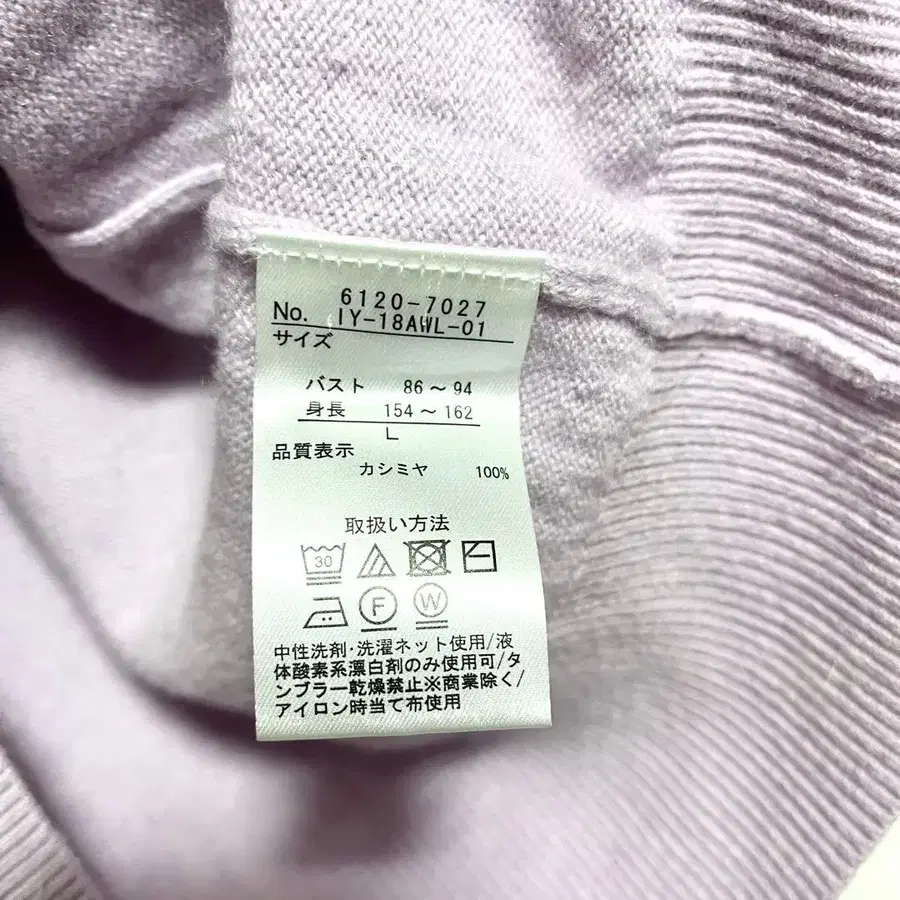 6120-7027
No. IY-18AWL-01
サイズ
バスト 86～94
身長 154～162
L
品質表示
カシミヤ 100%
取扱い方法
30
F W
中性洗剤･洗濯ネット使用/液
体酸素系漂白剤のみ使用可/タ
ンブラー乾燥禁止※商業除く/
アイロン時当て布使用